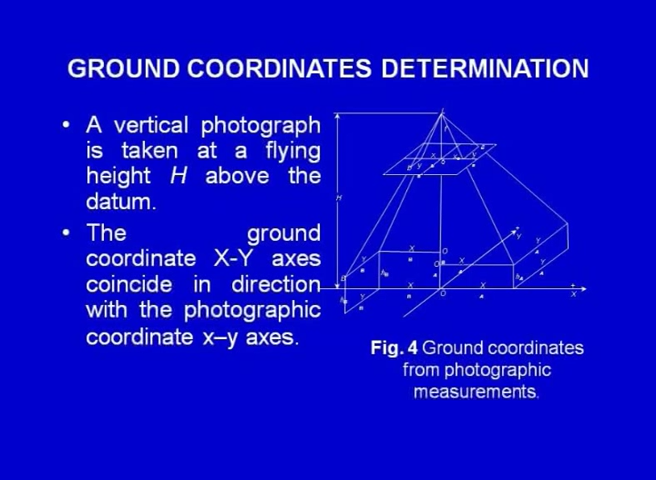 GROUND COORDINATES DETERMINATION
• A vertical photograph
is taken at a flying
height H above the
datum.
• The ground
coordinate X-Y axes
coincide in direction
with the photographic
coordinate x–y axes.
L
H
Y
X
O
Fig. 4 Ground coordinates
from photographic
measurements.